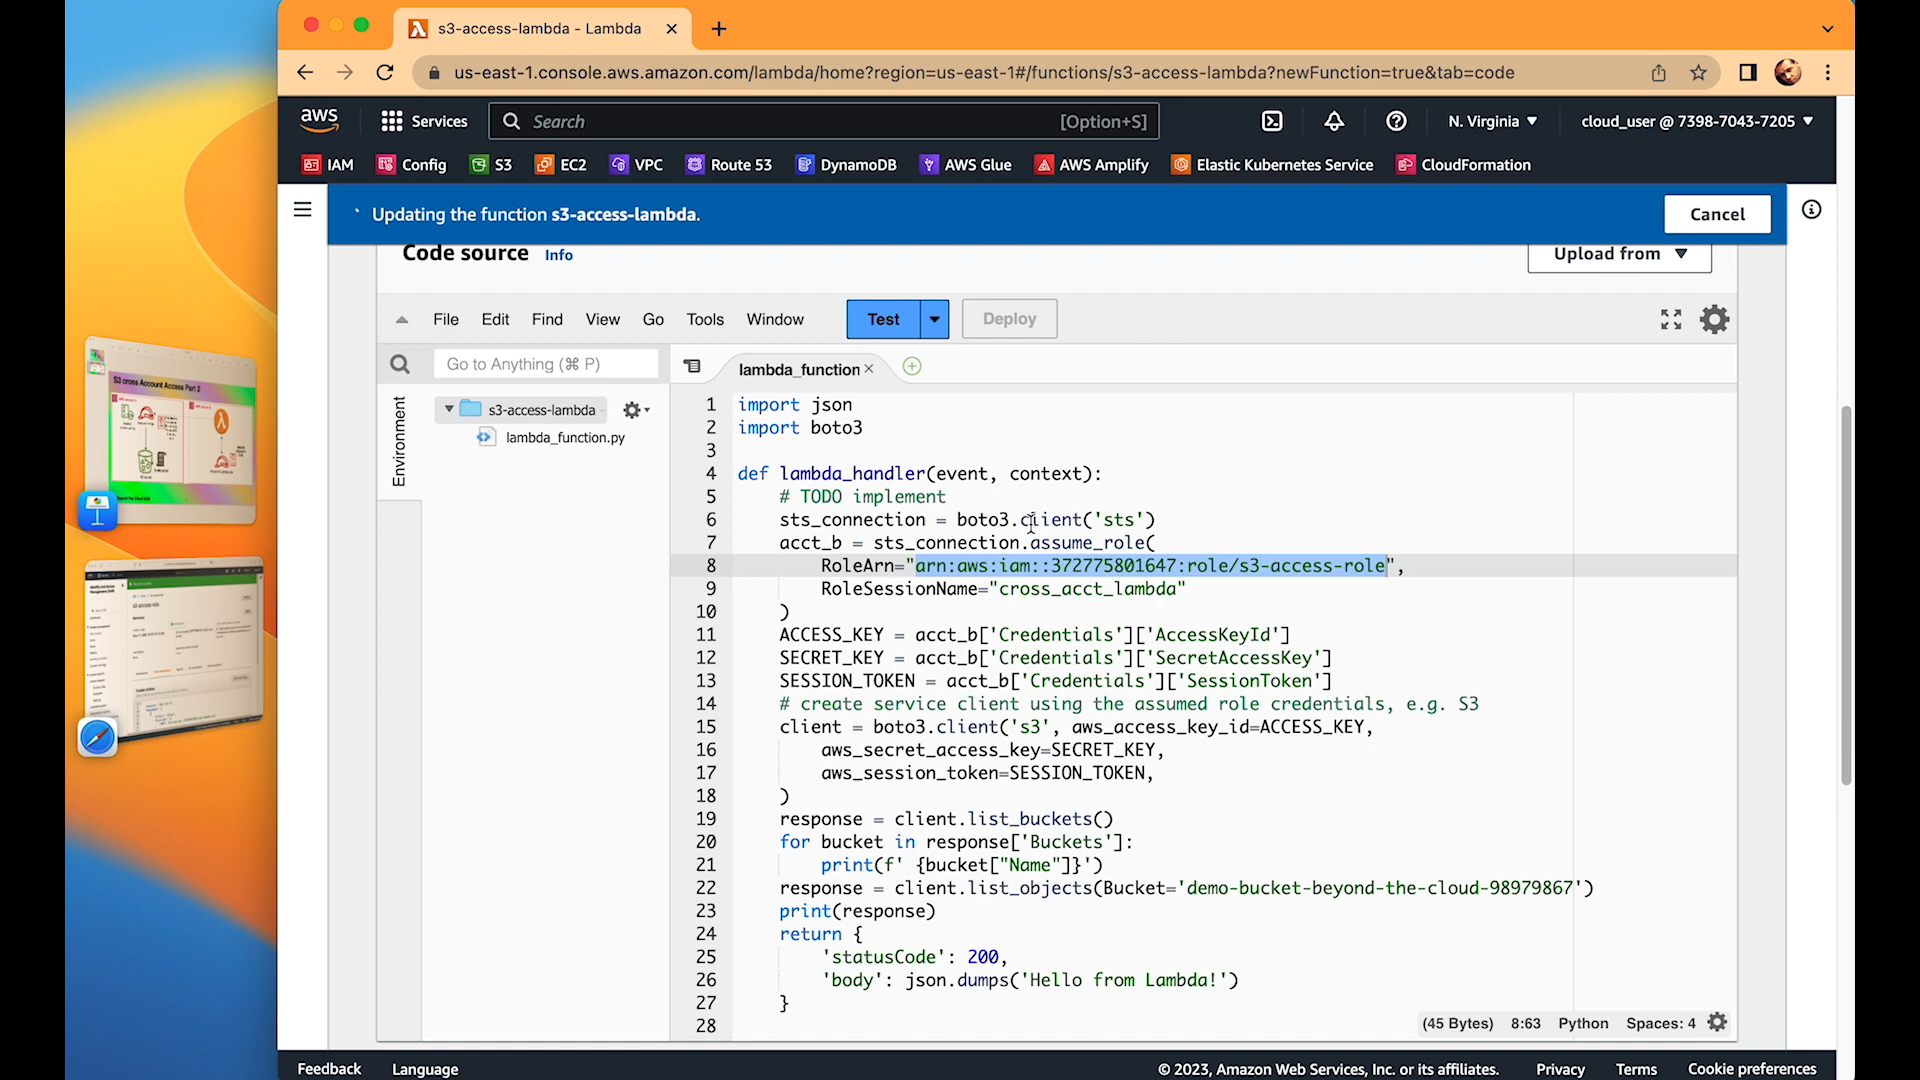 s3-access-lambda - Lambda
us-east-1.console.aws.amazon.com/lambda/home?region=us-east-1#/functions/s3-access-lambda?newFunction=true&tab=code
aws Services Search [Option+S] N. Virginia cloud_user @ 7398-7043-7205
IAM Config S3 EC2 VPC Route 53 DynamoDB AWS Glue AWS Amplify Elastic Kubernetes Service CloudFormation
Updating the function s3-access-lambda. Cancel
Code source Info Upload from
File Edit Find View Go Tools Window Test Deploy
Go to Anything (⌘ P) lambda_function
Environment
s3-access-lambda
lambda_function.py
S3 cross Account Access Part 2
1 import json
2 import boto3
3
4 def lambda_handler(event, context):
5 # TODO implement
6 sts_connection = boto3.client('sts')
7 acct_b = sts_connection.assume_role(
8 RoleArn="arn:aws:iam::372775801647:role/s3-access-role",
9 RoleSessionName="cross_acct_lambda"
10 )
11 ACCESS_KEY = acct_b['Credentials']['AccessKeyId']
12 SECRET_KEY = acct_b['Credentials']['SecretAccessKey']
13 SESSION_TOKEN = acct_b['Credentials']['SessionToken']
14 # create service client using the assumed role credentials, e.g. S3
15 client = boto3.client('s3', aws_access_key_id=ACCESS_KEY,
16 aws_secret_access_key=SECRET_KEY,
17 aws_session_token=SESSION_TOKEN,
18 )
19 response = client.list_buckets()
20 for bucket in response['Buckets']:
21 print(f' {bucket["Name"]}')
22 response = client.list_objects(Bucket='demo-bucket-beyond-the-cloud-98979867')
23 print(response)
24 return {
25 'statusCode': 200,
26 'body': json.dumps('Hello from Lambda!')
27 }
28
(45 Bytes) 8:63 Python Spaces: 4
Feedback Language © 2023, Amazon Web Services, Inc. or its affiliates. Privacy Terms Cookie preferences